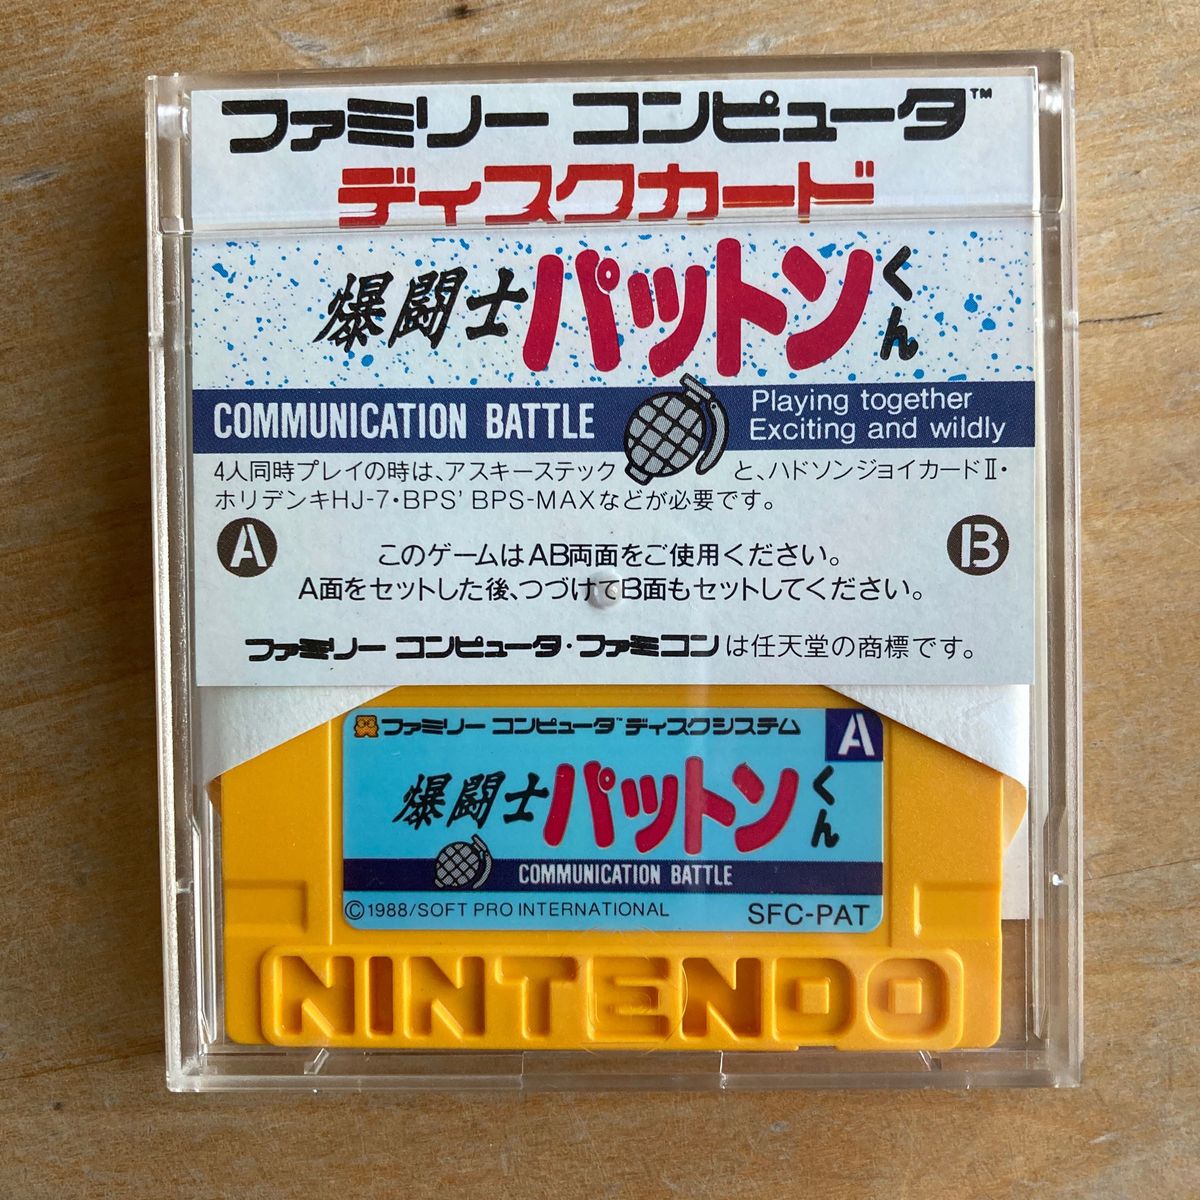 ファミリー コンピュータ™
ディスクカード
爆闘士パットンくん
COMMUNICATION BATTLE
Playing together
Exciting and wildly
4人同時プレイの時は、アスキーステック と、ハドソンジョイカードⅡ・
ホリデンキHJ-7・BPS' BPS-MAXなどが必要です。
A
B
このゲームはAB両面をご使用ください。
A面をセットした後、つづけてB面もセットしてください。
ファミリー コンピュータ・ファミコンは任天堂の商標です。
ファミリー コンピュータ™ ディスクシステム
A
爆闘士パットンくん
COMMUNICATION BATTLE
©1988/SOFT PRO INTERNATIONAL
SFC-PAT
NINTENDO